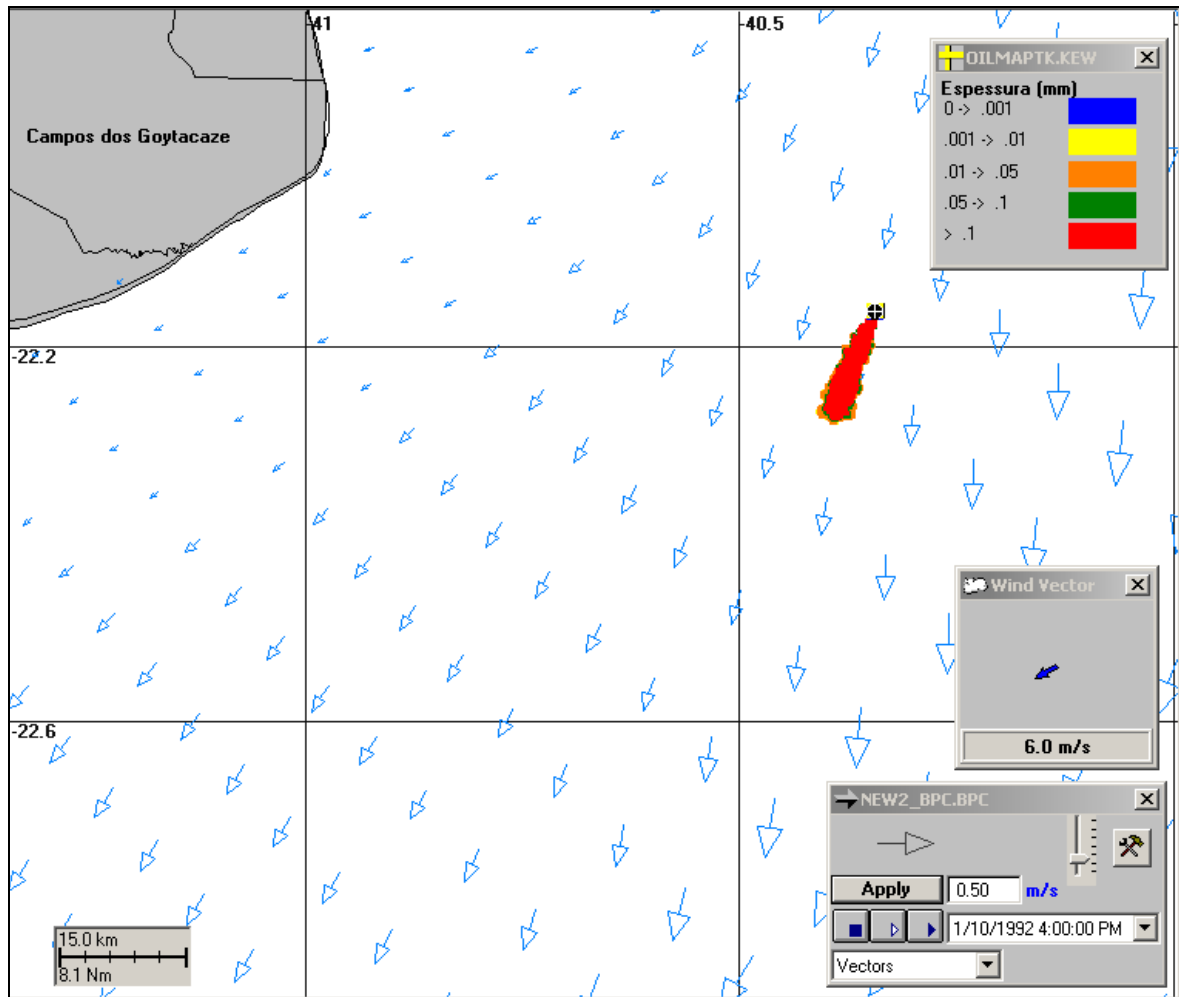 -41
-40.5
OILMAPTK.KEW
Espessura (mm)
0 -> .001
.001 -> .01
.01 -> .05
.05 -> .1
> .1
Campos dos Goytacaze
-22.2
Wind Vector
6.0 m/s
-22.6
NEW2_BPC.BPC
Apply
0.50
m/s
1/10/1992 4:00:00 PM
Vectors
15.0 km
8.1 Nm